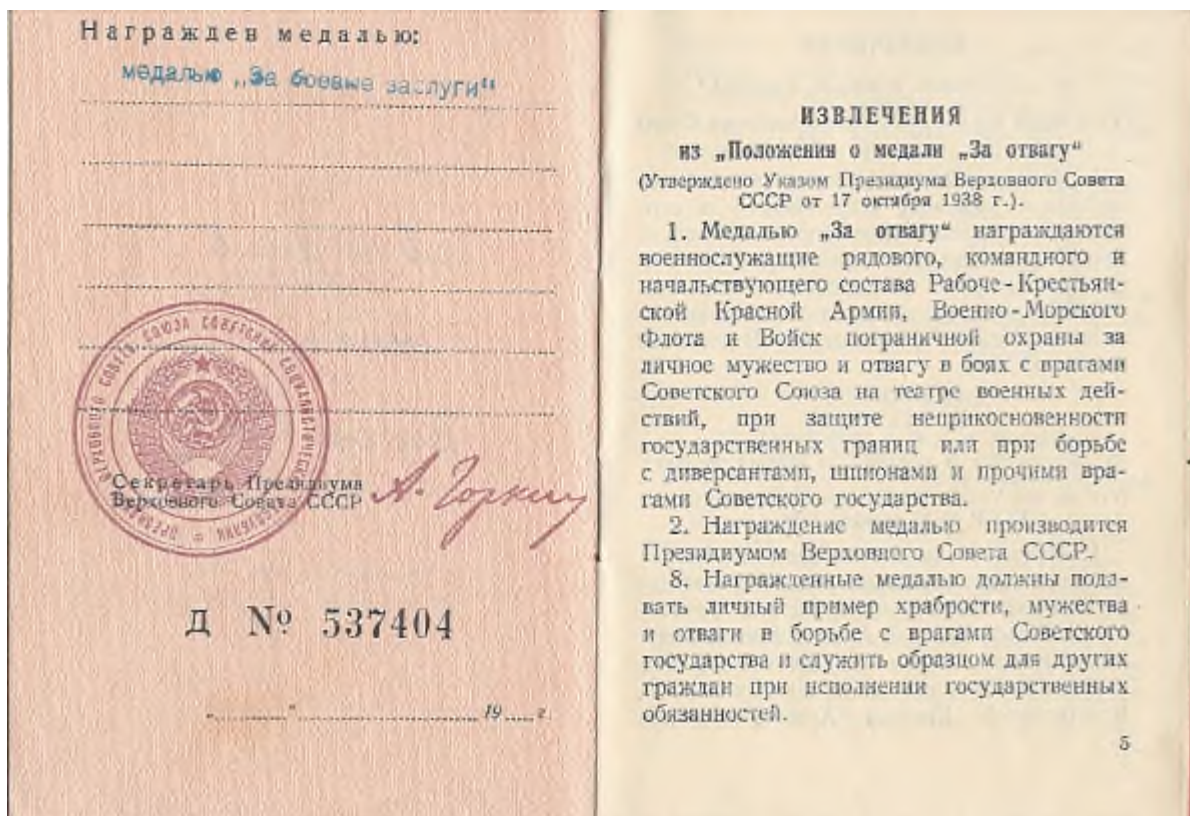 Награжден медалью:
медалью „За боевые заслуги"
Секретарь Президиума
Верховного Совета СССР
А. Горкин
Д № 537404
„ " 19 г.
ИЗВЛЕЧЕНИЯ
из „Положения о медали „За отвагу"
(Утверждено Указом Президиума Верховного Совета
СССР от 17 октября 1938 г.).
1. Медалью „За отвагу" награждаются
военнослужащие рядового, командного и
начальствующего состава Рабоче-Крестьян-
ской Красной Армии, Военно-Морского
Флота и Войск пограничной охраны за
личное мужество и отвагу в боях с врагами
Советского Союза на театре военных дей-
ствий, при защите неприкосновенности
государственных границ или при борьбе
с диверсантами, шпионами и прочими вра-
гами Советского государства.
2. Награждение медалью производится
Президиумом Верховного Совета СССР.
8. Награжденные медалью должны пода-
вать личный пример храбрости, мужества
и отваги в борьбе с врагами Советского
государства и служить образцом для других
граждан при исполнении государственных
обязанностей.
5